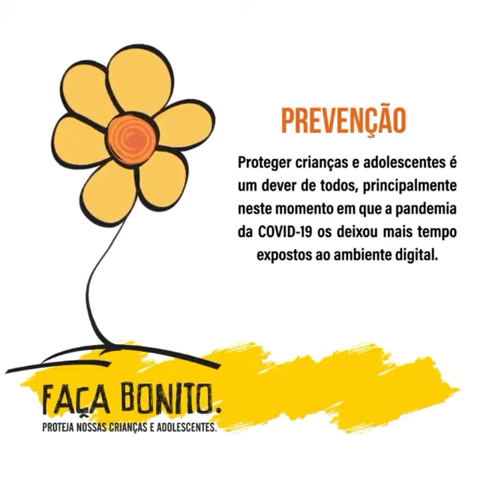 PREVENÇÃO
Proteger crianças e adolescentes é
um dever de todos, principalmente
neste momento em que a pandemia
da COVID-19 os deixou mais tempo
expostos ao ambiente digital.
FAÇA BONITO.
PROTEJA NOSSAS CRIANÇAS E ADOLESCENTES.